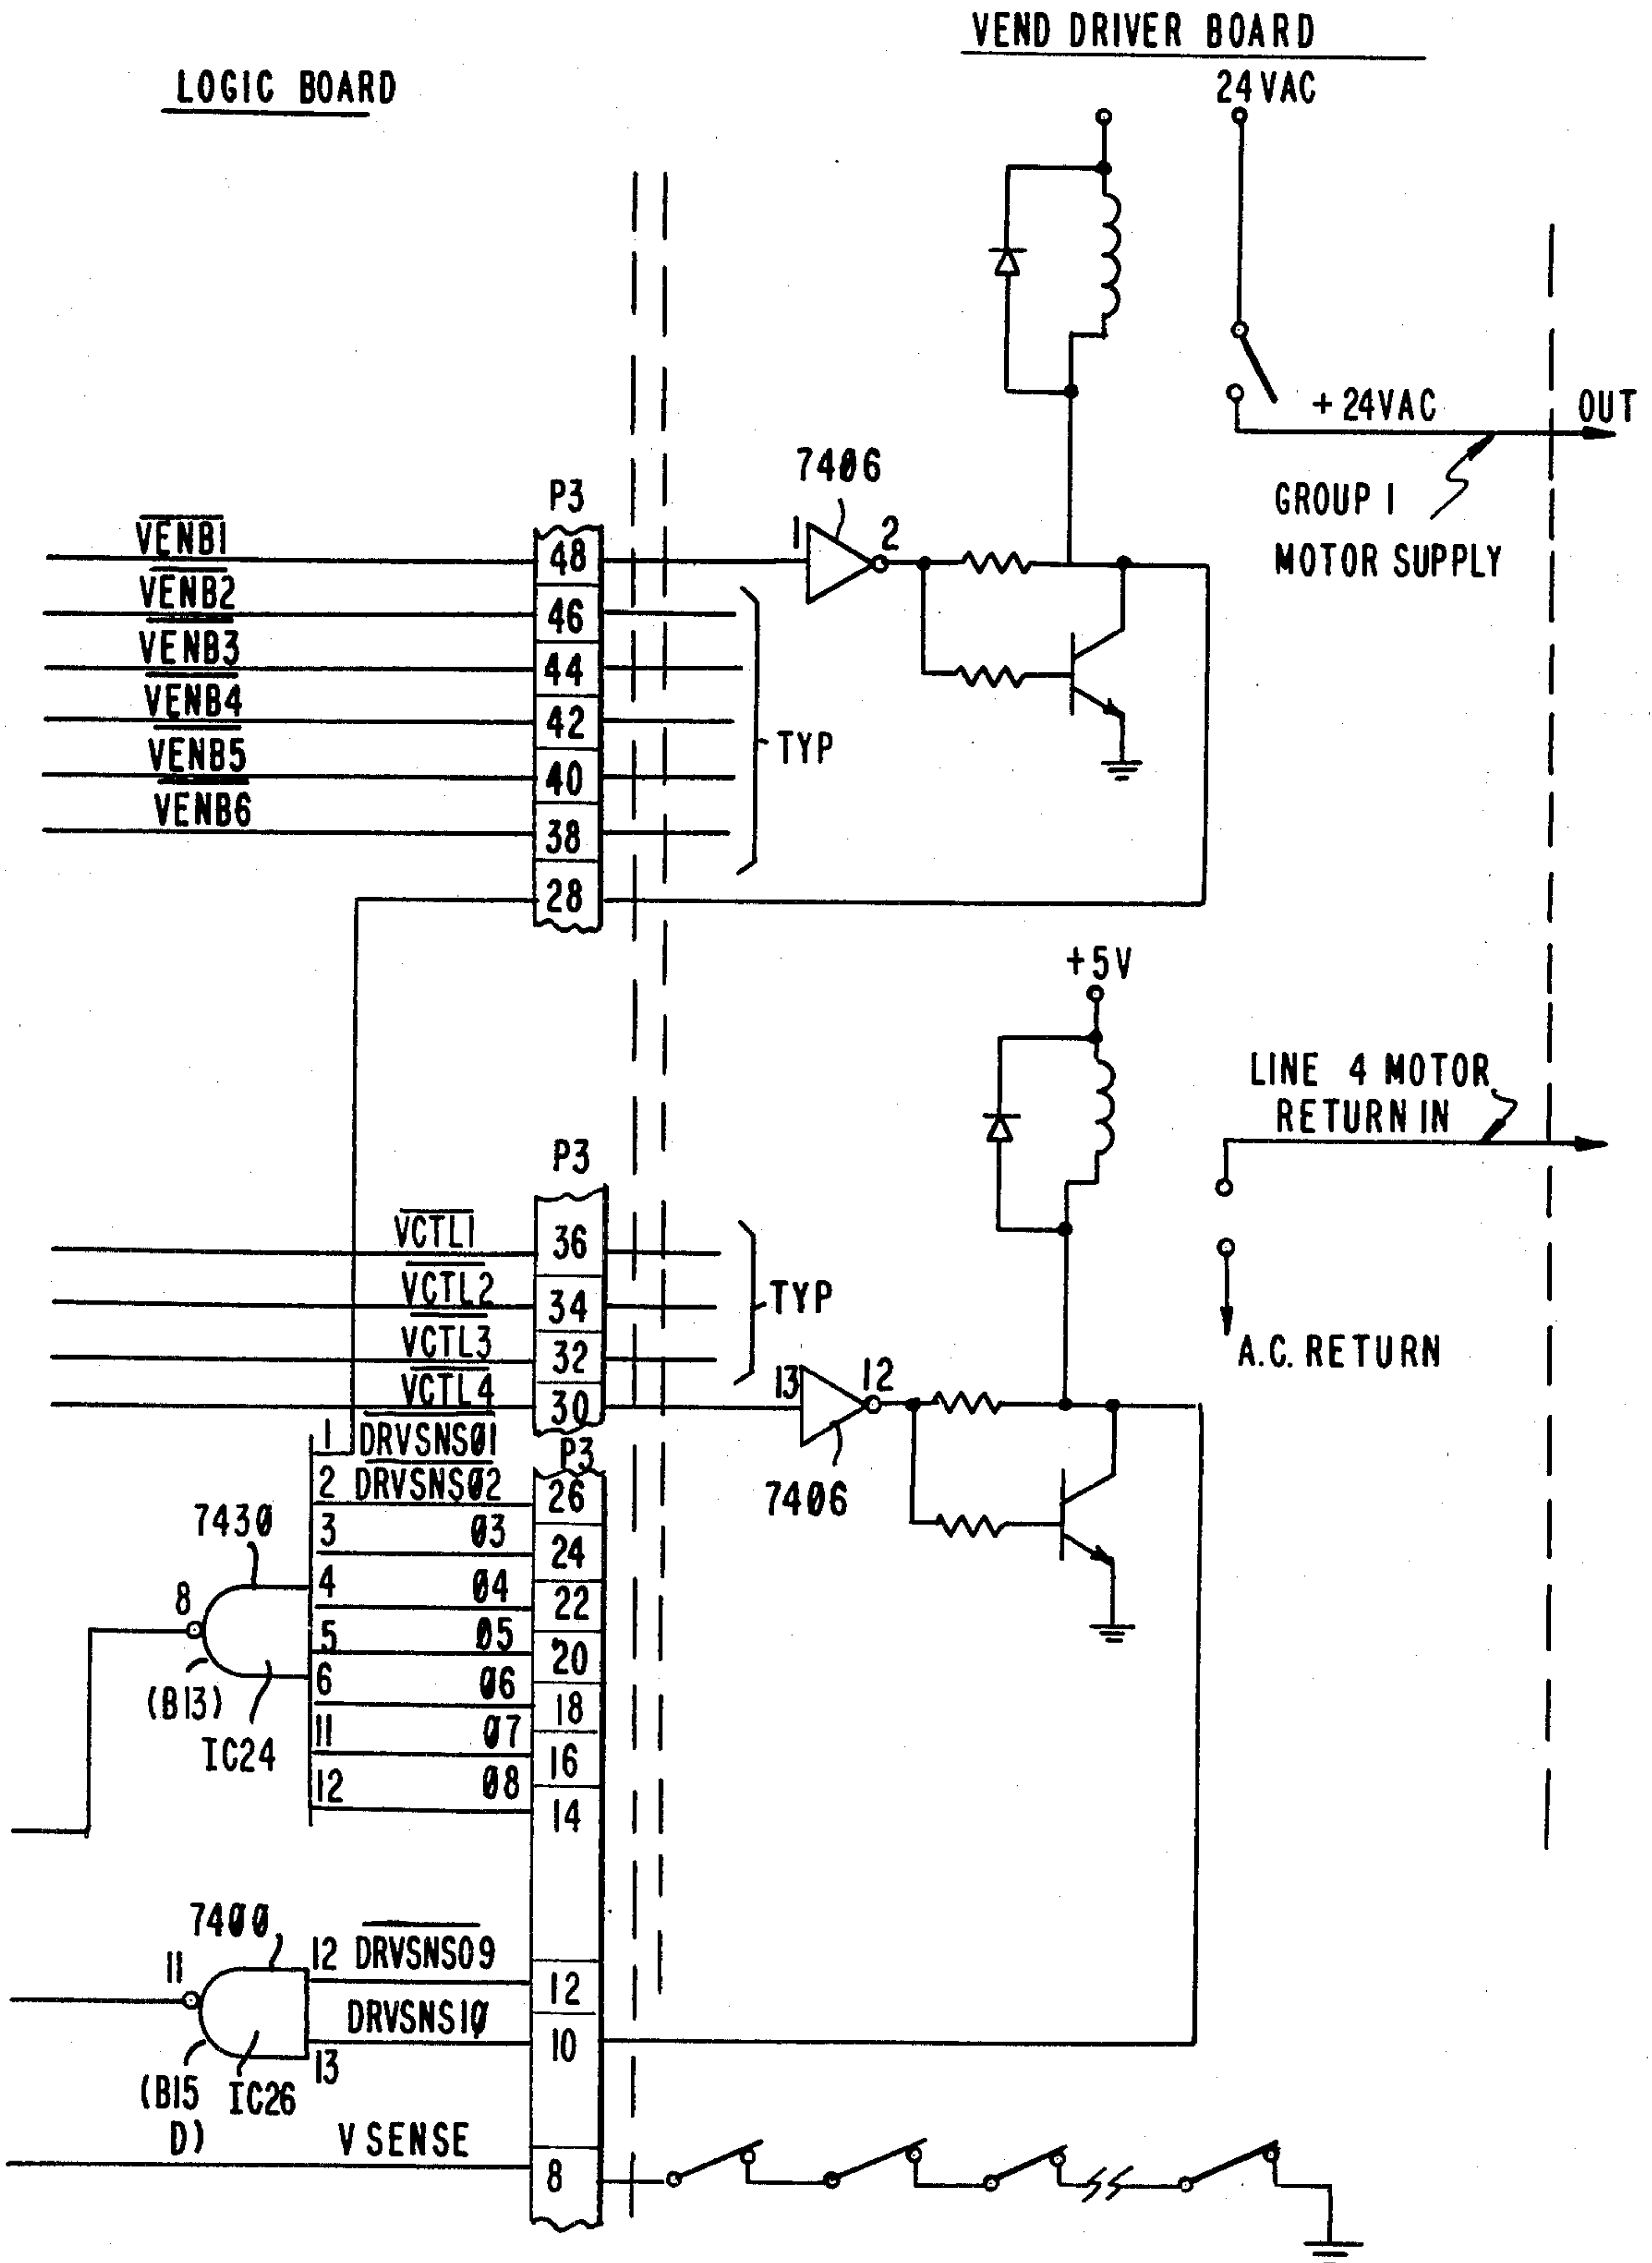 VEND DRIVER BOARD
LOGIC BOARD
24VAC
+24VAC
OUT
GROUP 1
MOTOR SUPPLY
7406
1
2
P3
VENB1
48
VENB2
46
VENB3
44
VENB4
42
VENB5
40
VENB6
38
28
TYP
+5V
LINE 4 MOTOR
RETURN IN
A.C. RETURN
P3
VCTL1
36
VCTL2
34
VCTL3
32
VCTL4
30
TYP
13
12
7406
P3
1
DRVSNS01
2
DRVSNS02
26
3
03
24
4
04
22
5
05
20
6
06
18
11
07
16
12
08
14
7430
8
(B13)
IC24
7400
11
12
DRVSNS09
12
DRVSNS10
10
13
(B15
D)
IC26
V SENSE
8